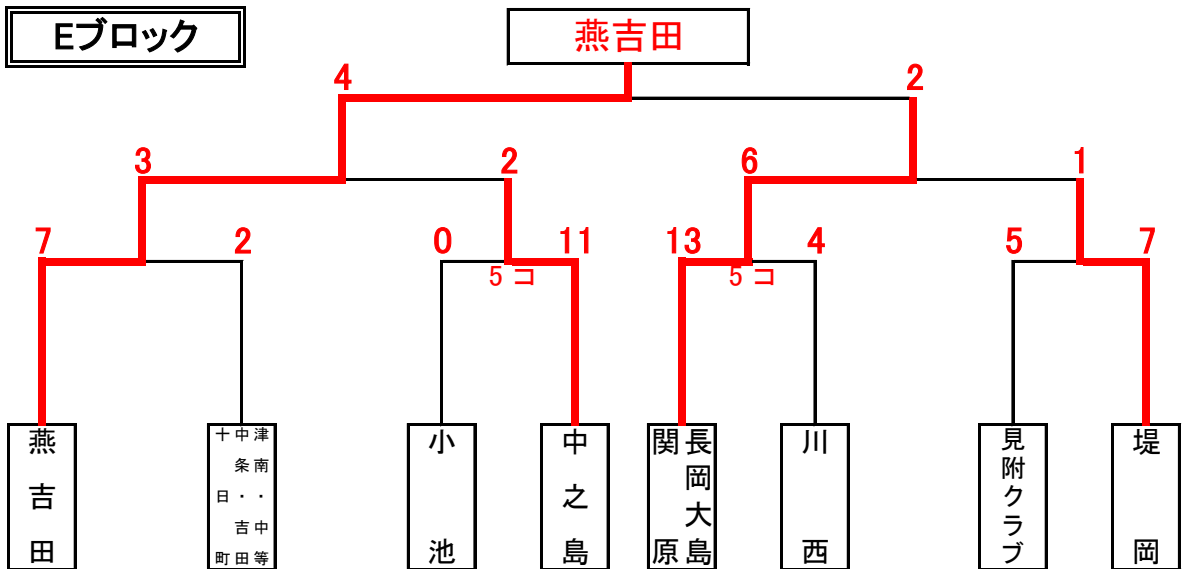 Eブロック
燕吉田
4
2
3
2
6
1
7
2
0
11
13
4
5
7
5コ
5コ
燕吉田
津南・中等
中条・吉田
十日町
小池
中之島
長岡大島
関原
川西
見附クラブ
堤岡